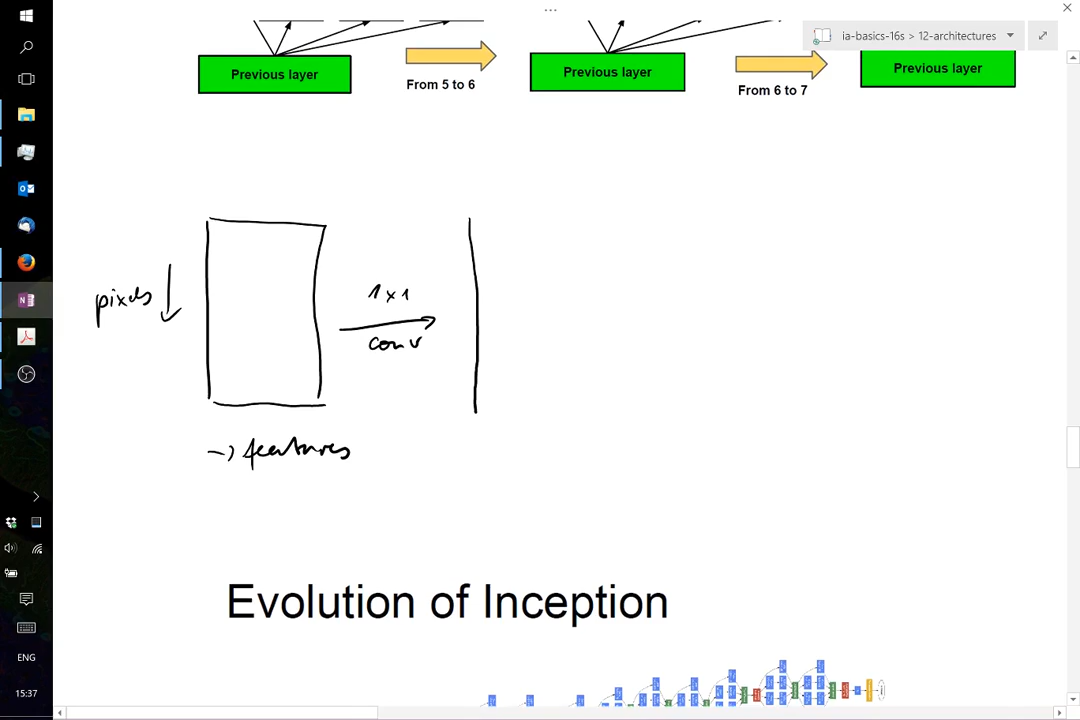 ia-basics-16s > 12-architectures
Previous layer
From 5 to 6
Previous layer
From 6 to 7
Previous layer
pixels
1x1
conv
→ features
Evolution of Inception
ENG
15:37